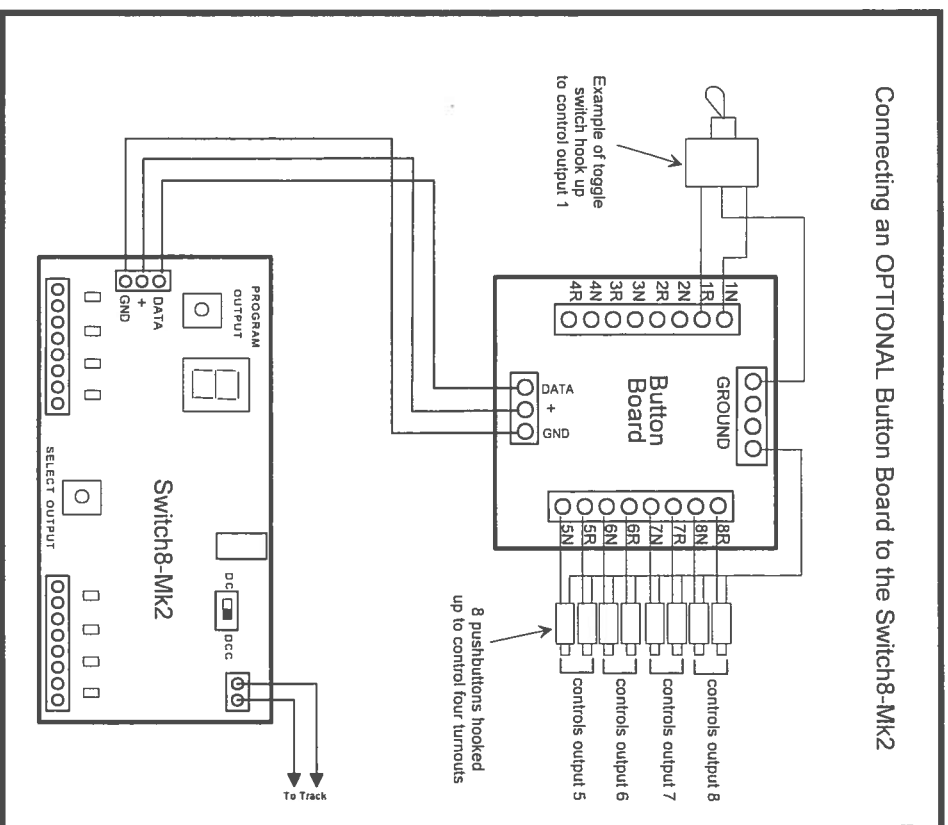 Connecting an OPTIONAL Button Board to the Switch8-Mk2
Example of toggle
switch hook up
to control output 1
1N
1R
2N
2R
3N
3R
4N
4R
GROUND
Button
Board
DATA
+
GND
8R
8N
7R
7N
6R
6N
5R
5N
controls output 8
controls output 7
controls output 6
controls output 5
8 pushbuttons hooked
up to control four turnouts
DATA
+
GND
PROGRAM
OUTPUT
SELECT OUTPUT
Switch8-Mk2
DC
DCC
To Track